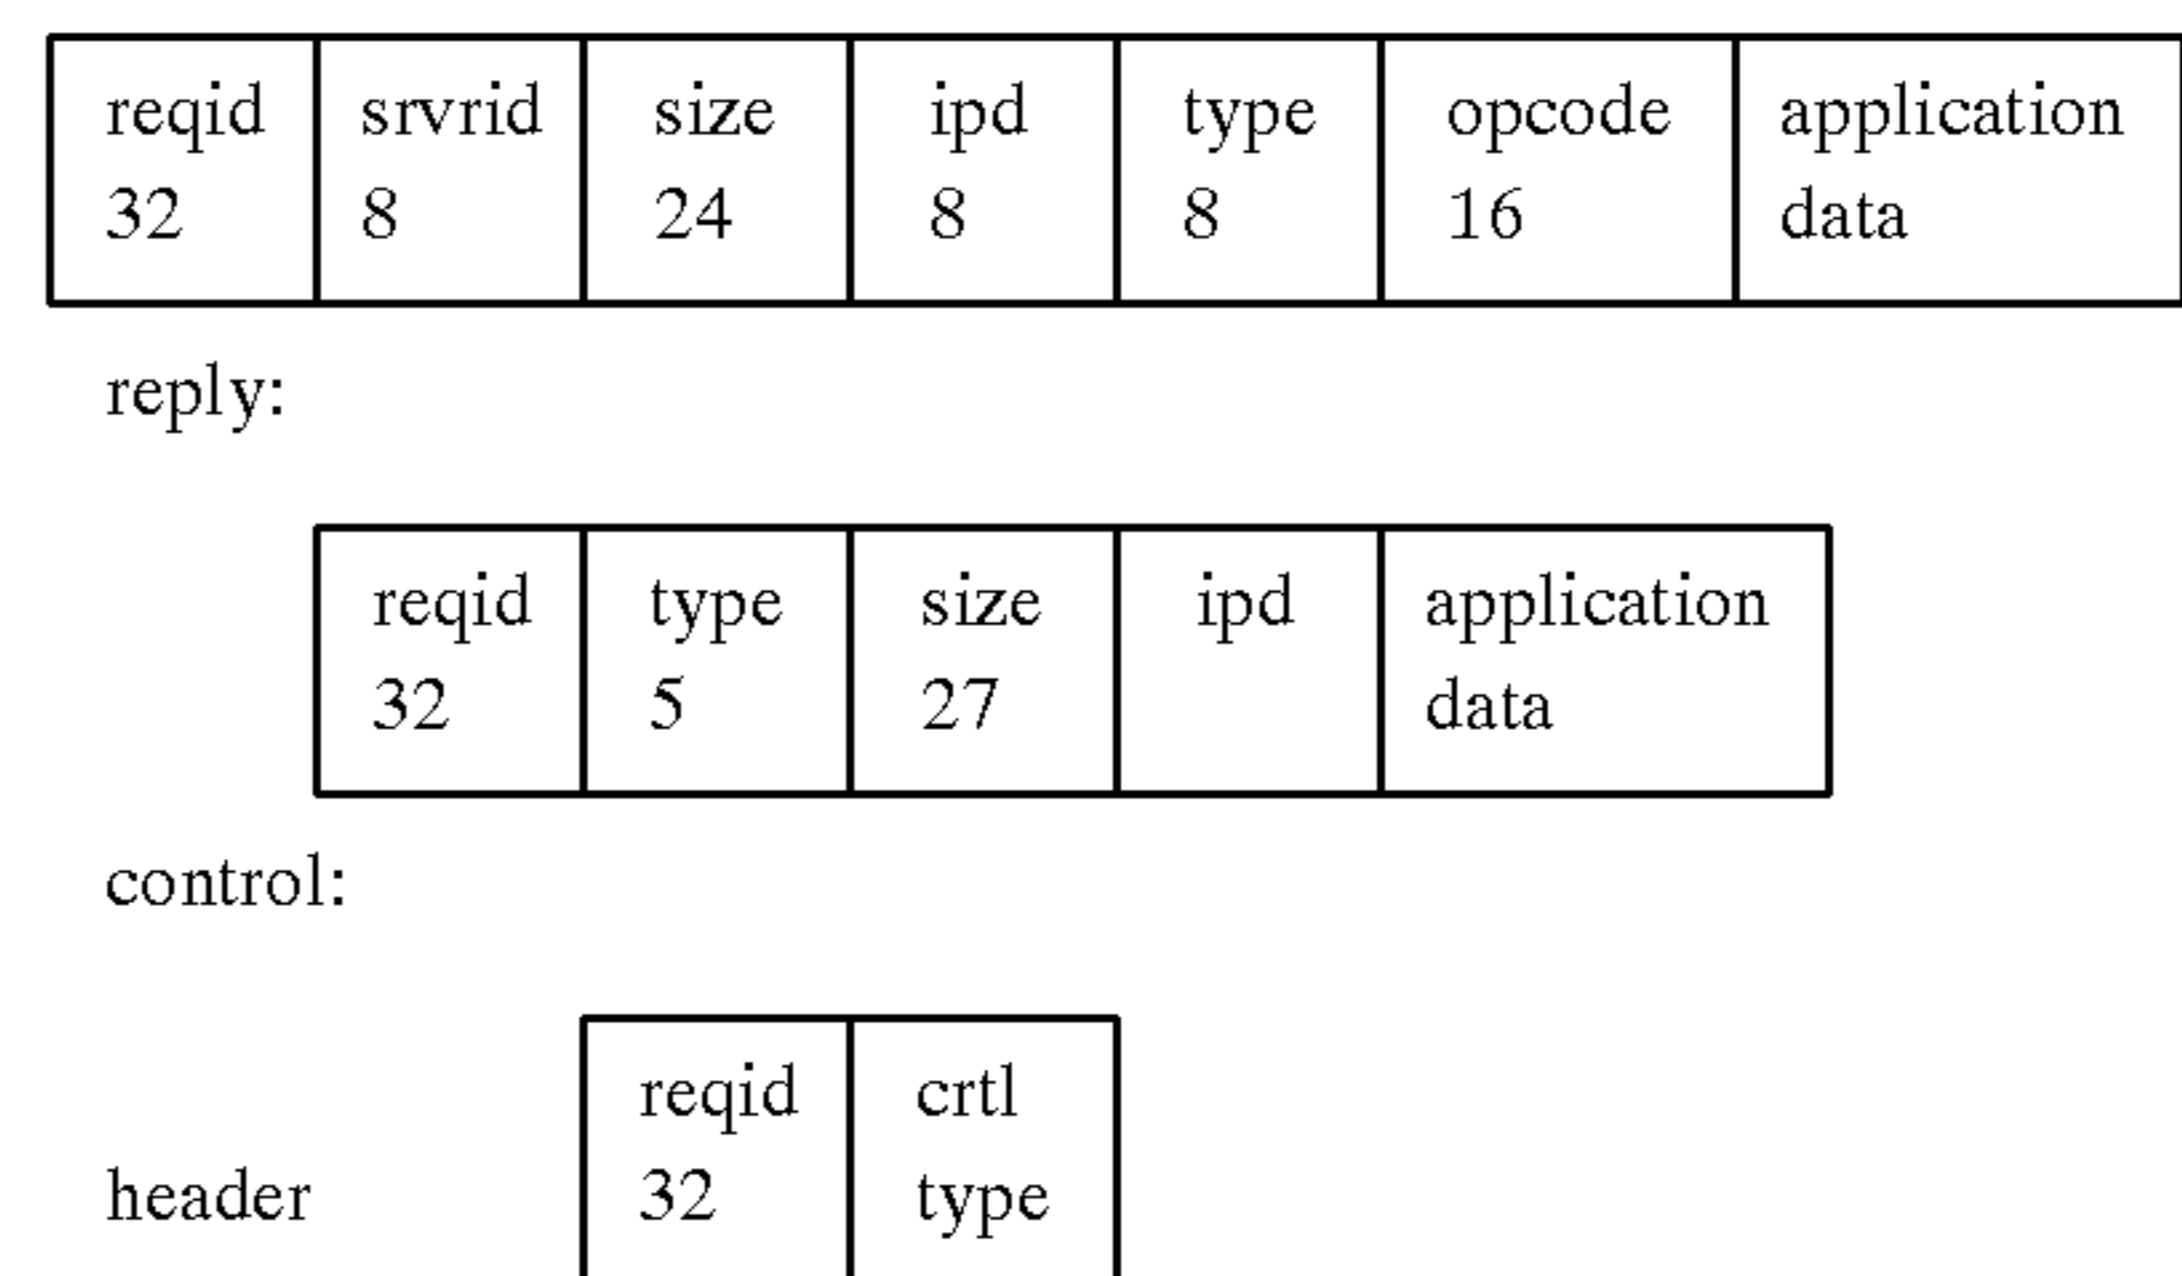 reqid srvrid size ipd type opcode application
32 8 24 8 8 16 data
reply:
reqid type size ipd application
32 5 27 data
control:
reqid crtl
header 32 type